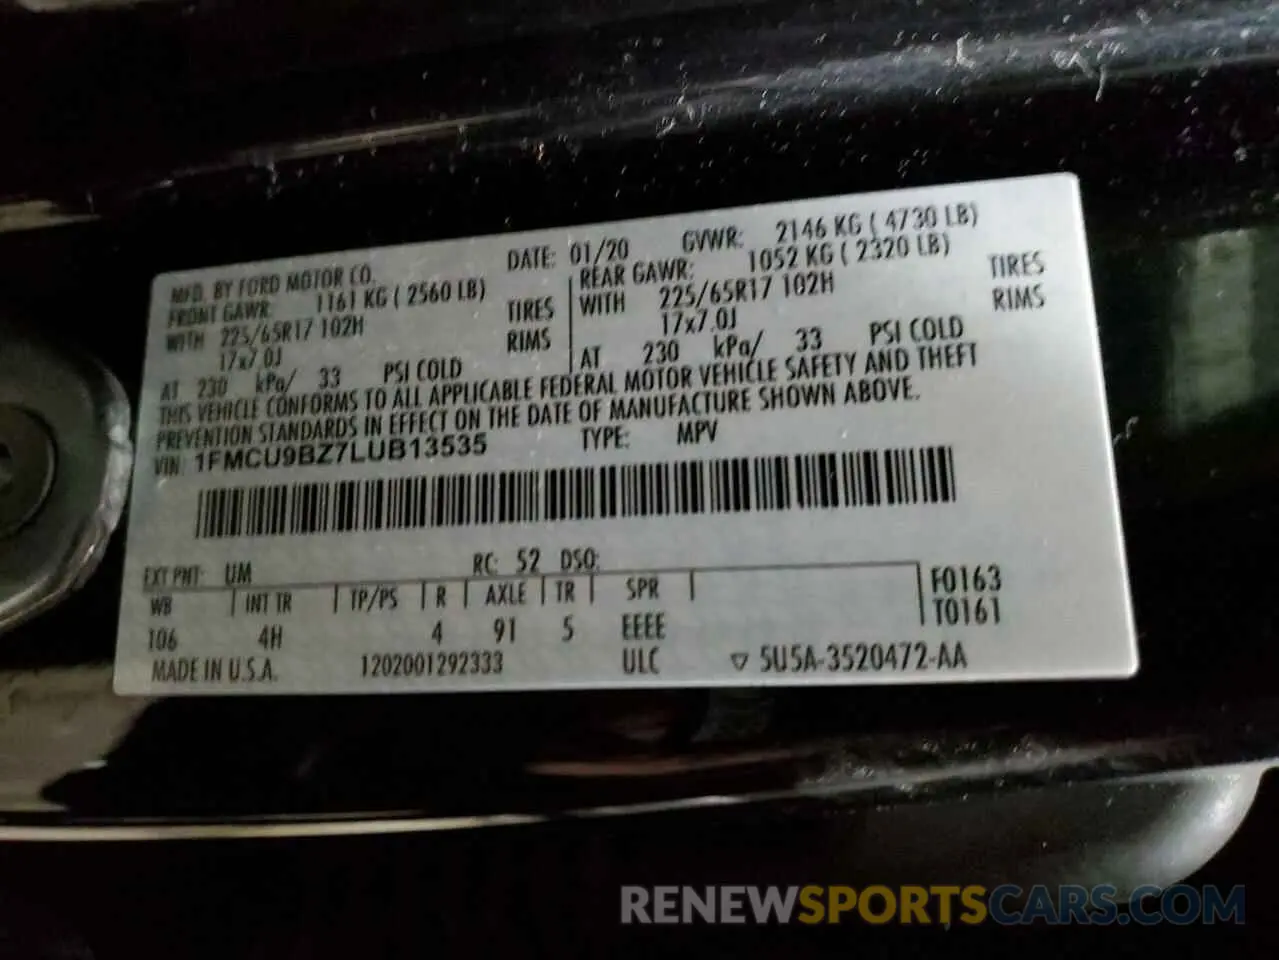 MFD. BY FORD MOTOR CO. DATE: 01/20 GVWR: 2146 KG ( 4730 LB)
FRONT GAWR: 1161 KG ( 2560 LB) REAR GAWR: 1052 KG ( 2320 LB)
WITH 225/65R17 102H TIRES WITH 225/65R17 102H TIRES
17x7.0J RIMS 17x7.0J RIMS
AT 230 kPa/ 33 PSI COLD AT 230 kPa/ 33 PSI COLD
THIS VEHICLE CONFORMS TO ALL APPLICABLE FEDERAL MOTOR VEHICLE SAFETY AND THEFT
PREVENTION STANDARDS IN EFFECT ON THE DATE OF MANUFACTURE SHOWN ABOVE.
VIN: 1FMCU9BZ7LUB13535 TYPE: MPV
EXT PNT: UM RC: 52 DSO:
WB INT TR TP/PS R AXLE TR SPR F0163
106 4H 4 91 5 EEEE T0161
MADE IN U.S.A. 1202001292333 ULC ▽ 5U5A-3520472-AA
RENEWSPORTSCARS.COM